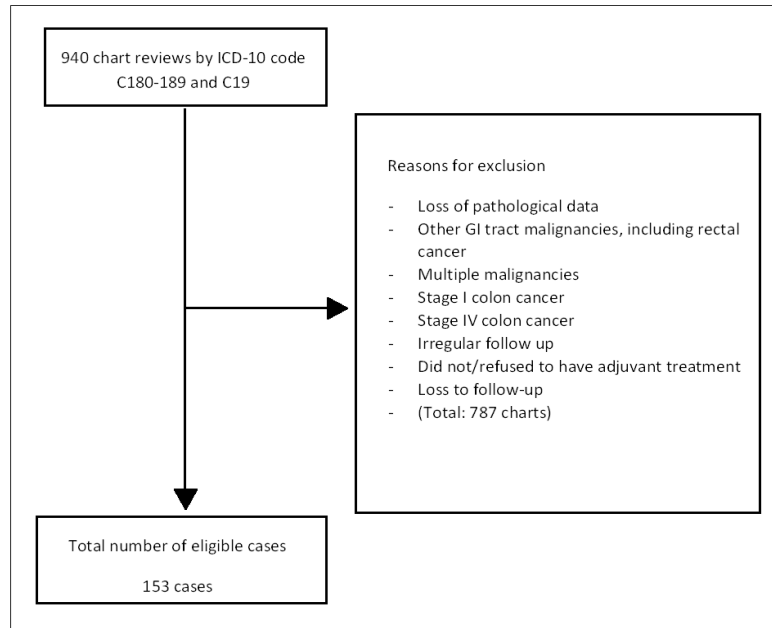 940 chart reviews by ICD-10 code
C180-189 and C19
Reasons for exclusion
- Loss of pathological data
- Other GI tract malignancies, including rectal
cancer
- Multiple malignancies
- Stage I colon cancer
- Stage IV colon cancer
- Irregular follow up
- Did not/refused to have adjuvant treatment
- Loss to follow-up
- (Total: 787 charts)
Total number of eligible cases
153 cases